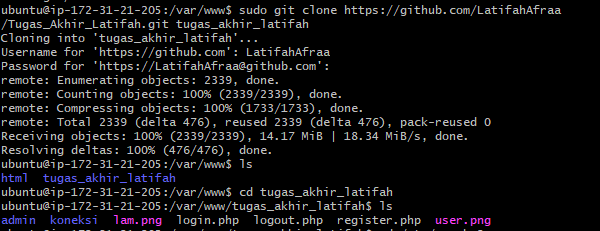 ubuntu@ip-172-31-21-205:/var/www$ sudo git clone https://github.com/LatifahAfraa
/Tugas_Akhir_Latifah.git tugas_akhir_latifah
Cloning into 'tugas_akhir_latifah'...
Username for 'https://github.com': LatifahAfraa
Password for 'https://LatifahAfraa@github.com':
remote: Enumerating objects: 2339, done.
remote: Counting objects: 100% (2339/2339), done.
remote: Compressing objects: 100% (1733/1733), done.
remote: Total 2339 (delta 476), reused 2339 (delta 476), pack-reused 0
Receiving objects: 100% (2339/2339), 14.17 MiB | 18.34 MiB/s, done.
Resolving deltas: 100% (476/476), done.
ubuntu@ip-172-31-21-205:/var/www$ ls
html  tugas_akhir_latifah
ubuntu@ip-172-31-21-205:/var/www$ cd tugas_akhir_latifah
ubuntu@ip-172-31-21-205:/var/www/tugas_akhir_latifah$ ls
admin  koneksi  lam.png  login.php  logout.php  register.php  user.png